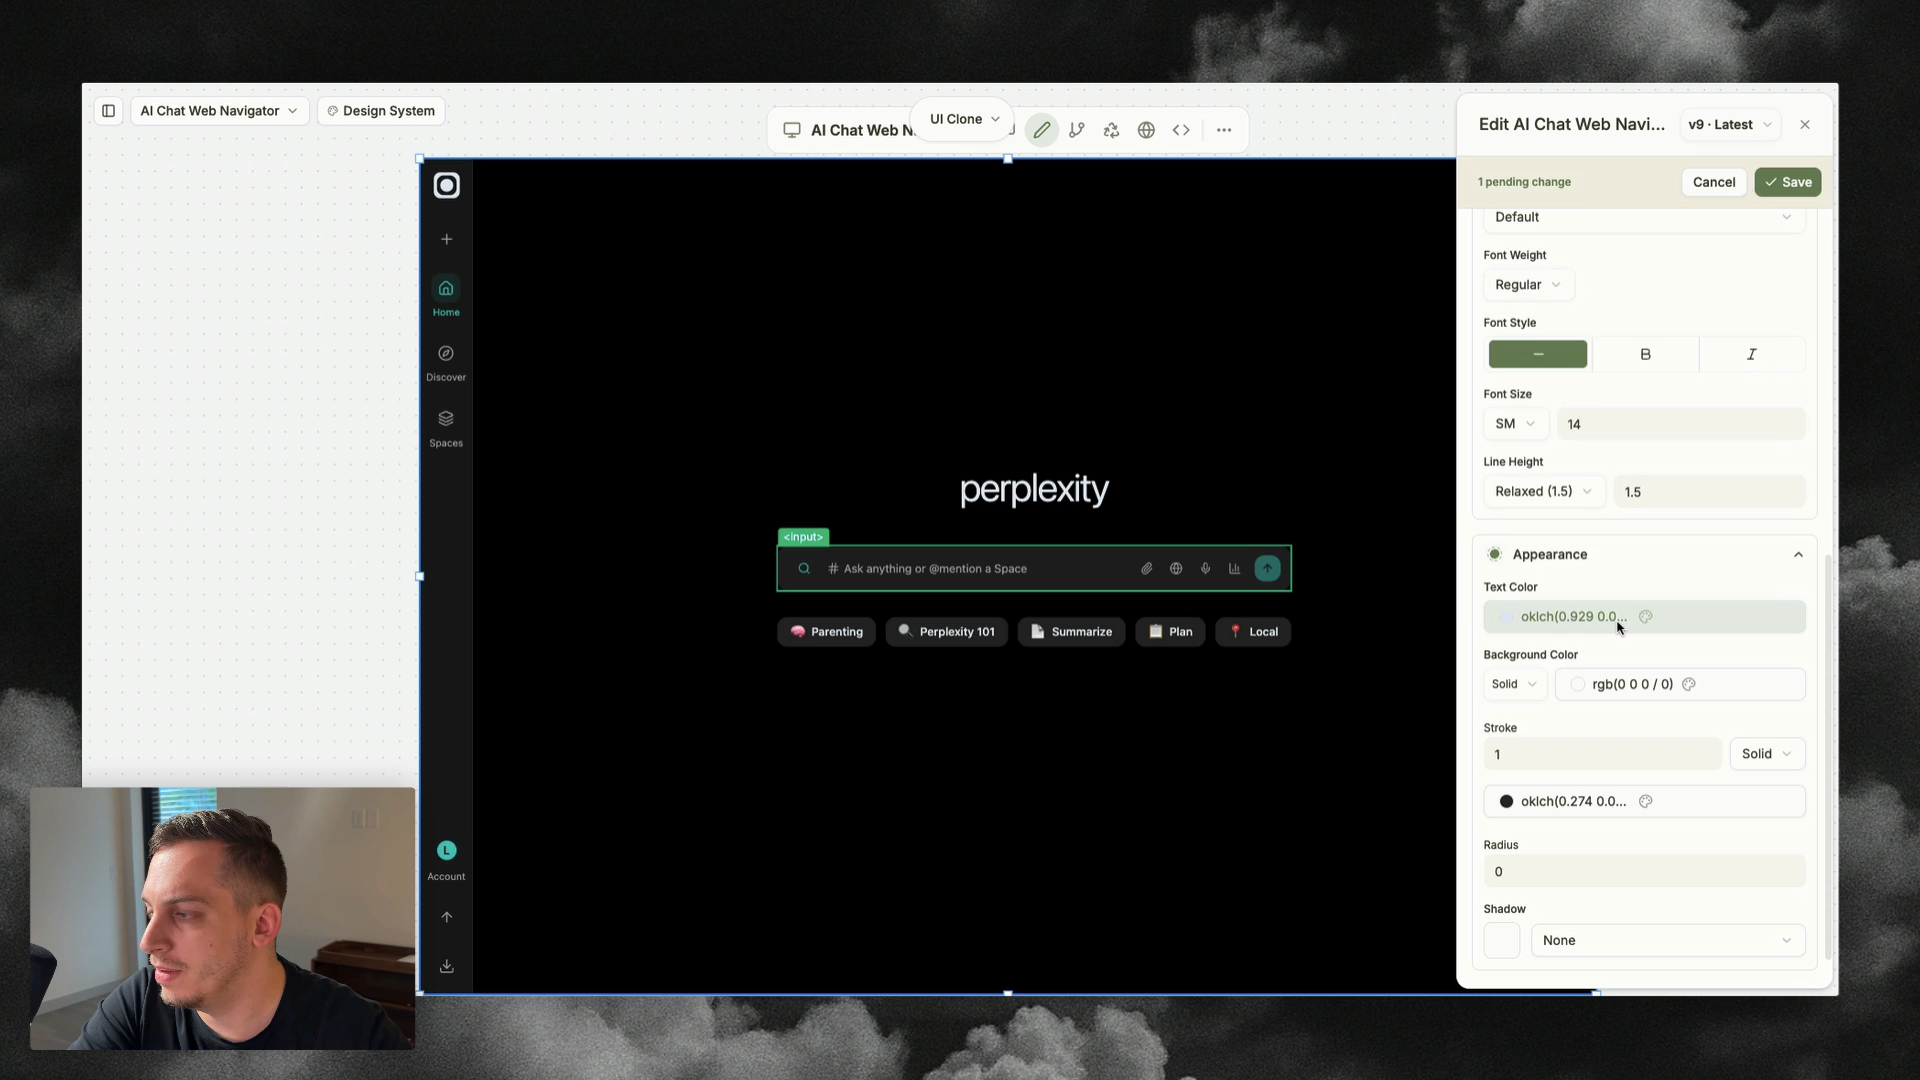 AI Chat Web Navigator
Design System
AI Chat Web N
UI Clone
Edit AI Chat Web Navi...
v9 · Latest
1 pending change
Cancel
Save
Default
Font Weight
Regular
Font Style
B
I
Font Size
SM
14
Line Height
Relaxed (1.5)
1.5
Appearance
Text Color
oklch(0.929 0.0...
Background Color
Solid
rgb(0 0 0 / 0)
Stroke
1
Solid
oklch(0.274 0.0...
Radius
0
Shadow
None
Home
Discover
Spaces
perplexity
<input>
# Ask anything or @mention a Space
Parenting
Perplexity 101
Summarize
Plan
Local
L
Account